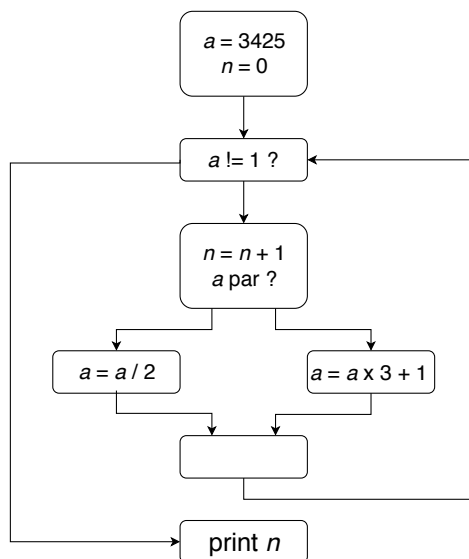 a = 3425
n = 0
a != 1 ?
n = n + 1
a par ?
a = a / 2
a = a x 3 + 1
print n